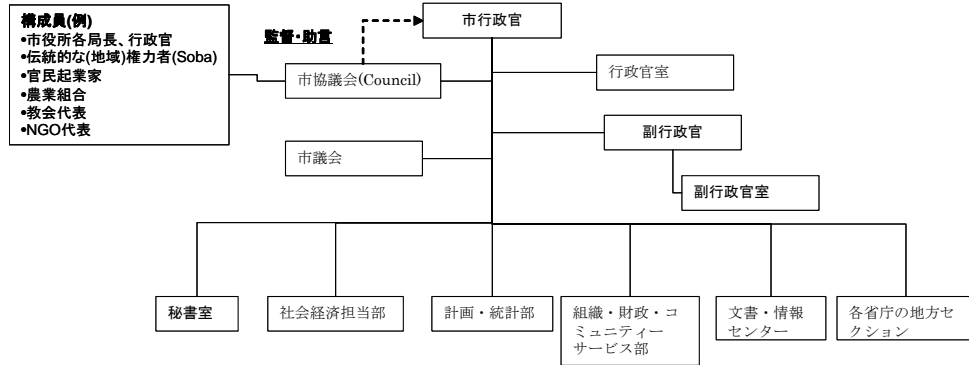 構成員(例)
•市役所各局長、行政官
•伝統的な(地域)権力者(Soba)
•官民起業家
•農業組合
•教会代表
•NGO代表
監督・助言
市行政官
市協議会(Council)
行政官室
副行政官
市議会
副行政官室
秘書室
社会経済担当部
計画・統計部
組織・財政・コ
ミュニティー
サービス部
文書・情報
センター
各省庁の地方セ
クション